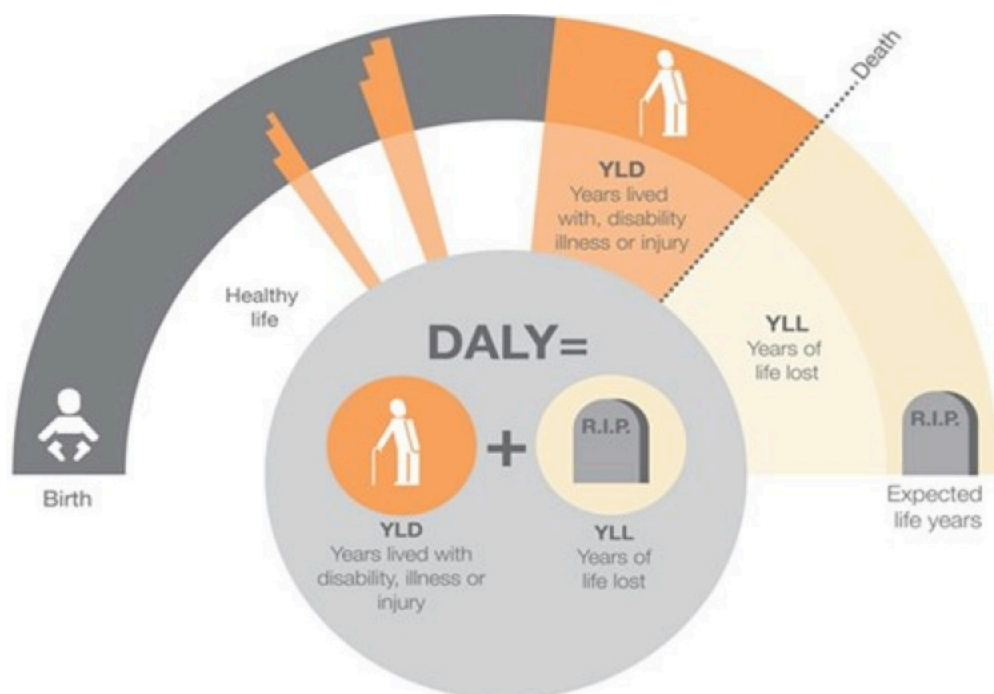 Death
YLD
Years lived
with, disability
illness or injury
Healthy
life
YLL
Years of
life lost
DALY=
R.I.P.
+
R.I.P.
Birth
Expected
life years
YLD
Years lived with
disability, illness or
injury
YLL
Years of
life lost